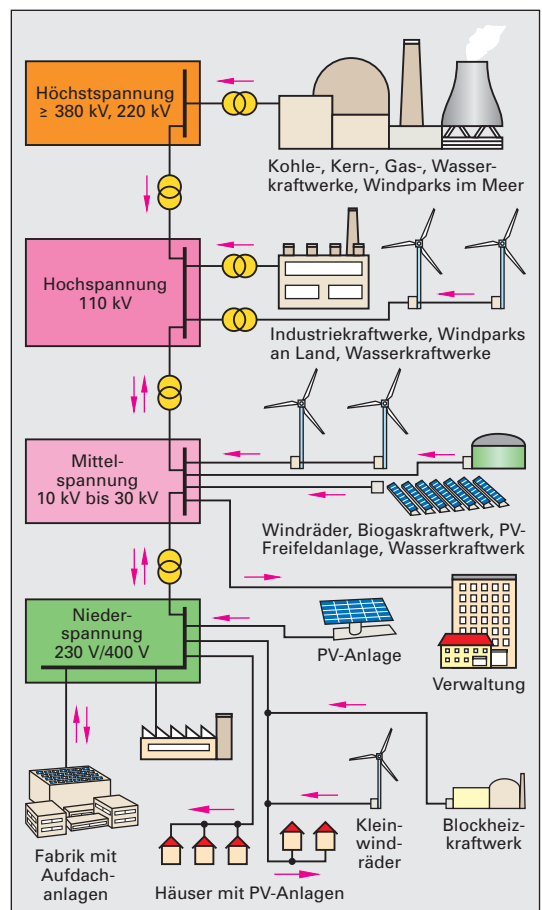 Höchstspannung
≥ 380 kV, 220 kV
Kohle-, Kern-, Gas-, Wasser-
kraftwerke, Windparks im Meer
Hochspannung
110 kV
Industriekraftwerke, Windparks
an Land, Wasserkraftwerke
Mittel-
spannung
10 kV bis 30 kV
Windräder, Biogaskraftwerk, PV-
Freifeldanlage, Wasserkraftwerk
Nieder-
spannung
230 V/400 V
PV-Anlage
Verwaltung
Fabrik mit
Aufdach-
anlagen
Häuser mit PV-Anlagen
Klein-
wind-
räder
Blockheiz-
kraftwerk